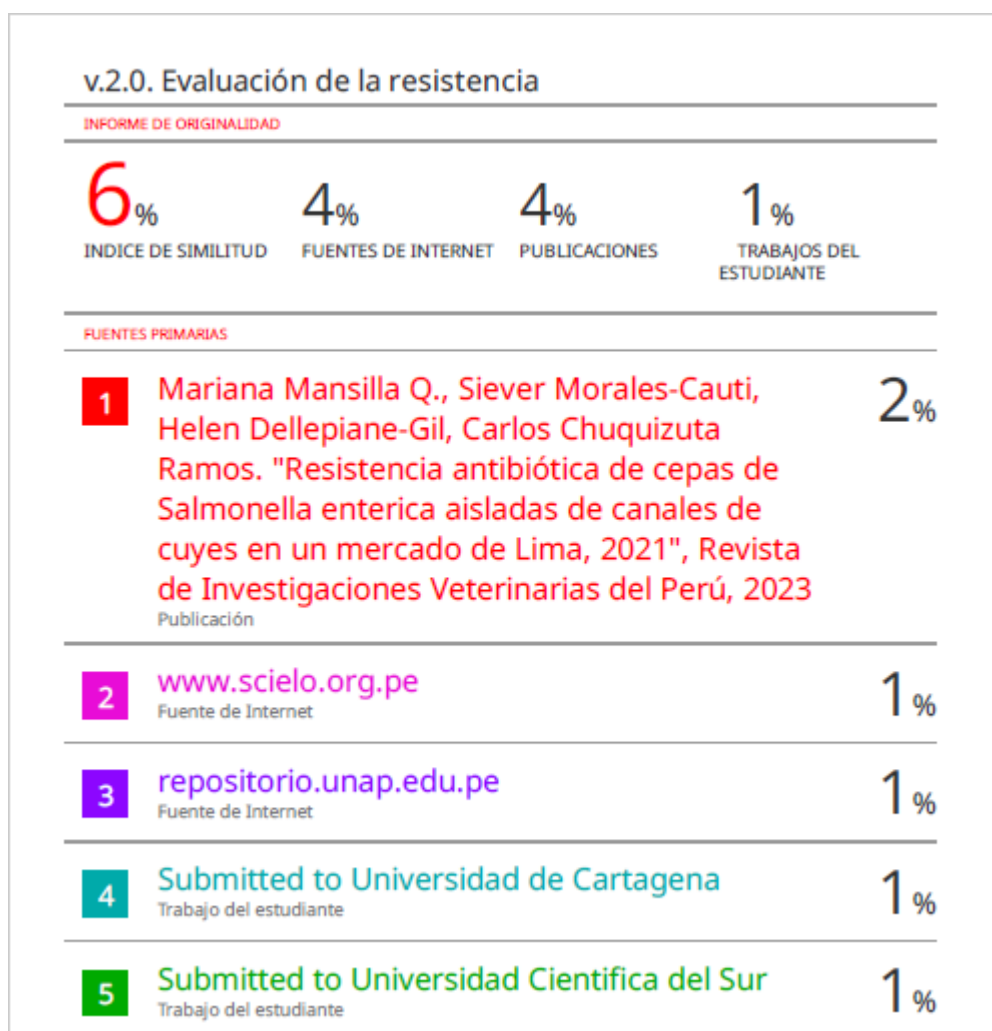 v.2.0. Evaluación de la resistencia
INFORME DE ORIGINALIDAD
6%
INDICE DE SIMILITUD
4%
FUENTES DE INTERNET
4%
PUBLICACIONES
1%
TRABAJOS DEL
ESTUDIANTE
FUENTES PRIMARIAS
1
Mariana Mansilla Q., Siever Morales-Cauti,
Helen Dellepiane-Gil, Carlos Chuquizuta
Ramos. "Resistencia antibiótica de cepas de
Salmonella enterica aisladas de canales de
cuyes en un mercado de Lima, 2021", Revista
de Investigaciones Veterinarias del Perú, 2023
Publicación
2%
2
www.scielo.org.pe
Fuente de Internet
1%
3
repositorio.unap.edu.pe
Fuente de Internet
1%
4
Submitted to Universidad de Cartagena
Trabajo del estudiante
1%
5
Submitted to Universidad Cientifica del Sur
Trabajo del estudiante
1%